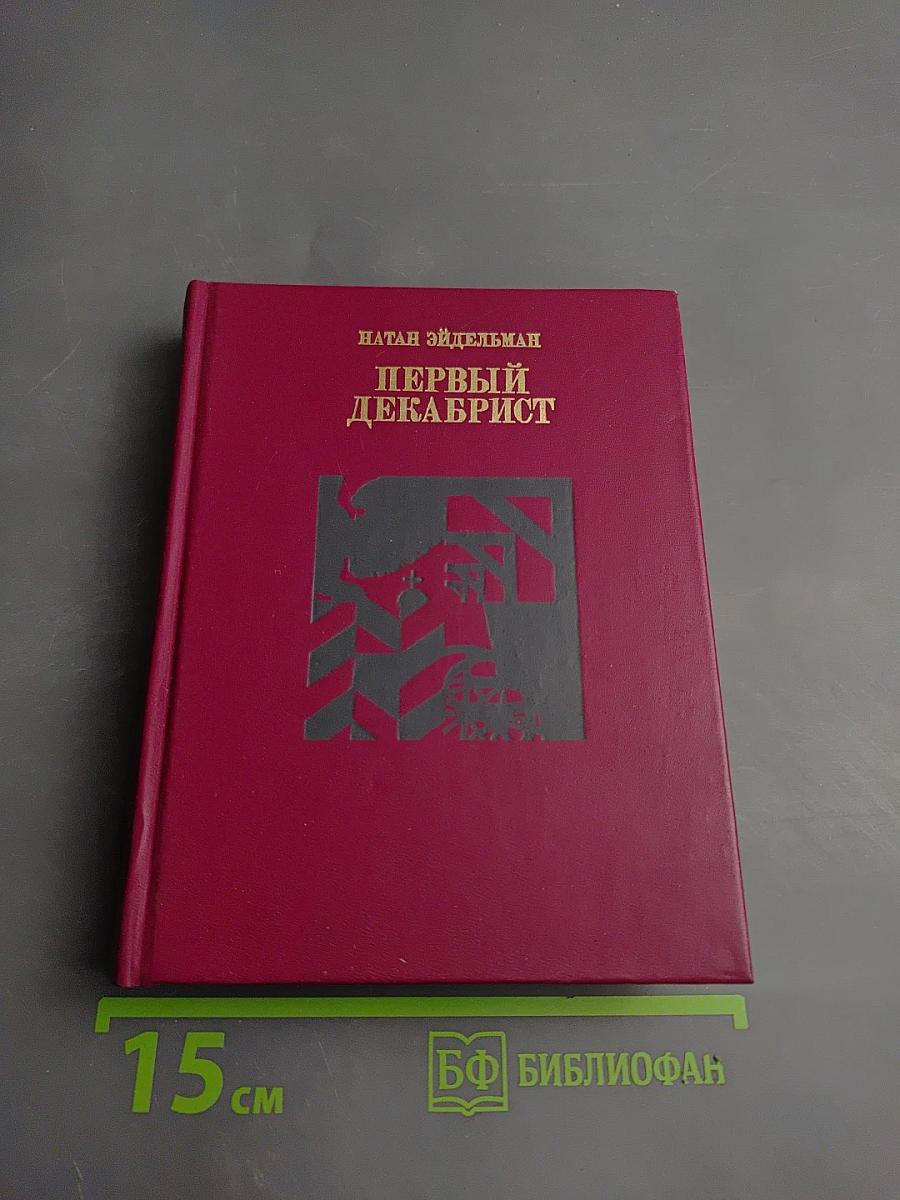 НАТАН ЭЙДЕЛЬМАН
ПЕРВЫЙ
ДЕКАБРИСТ
15 см
БФ БИБЛИОФАН